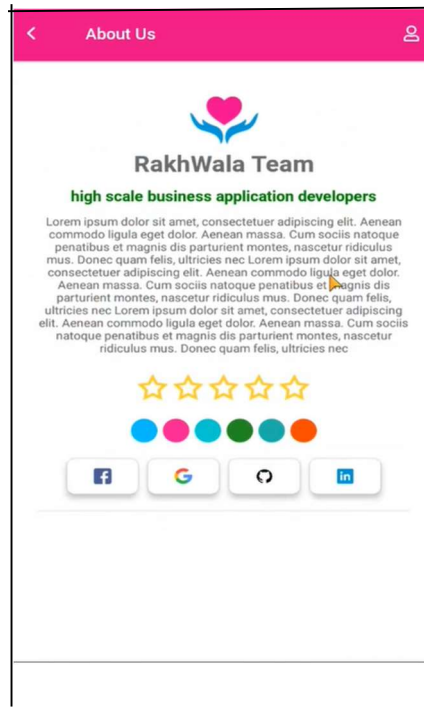 About Us
RakhWala Team
high scale business application developers
Lorem ipsum dolor sit amet, consectetuer adipiscing elit. Aenean
commodo ligula eget dolor. Aenean massa. Cum sociis natoque
penatibus et magnis dis parturient montes, nascetur ridiculus
mus. Donec quam felis, ultricies nec Lorem ipsum dolor sit amet,
consectetuer adipiscing elit. Aenean commodo ligula eget dolor.
Aenean massa. Cum sociis natoque penatibus et magnis dis
parturient montes, nascetur ridiculus mus. Donec quam felis,
ultricies nec Lorem ipsum dolor sit amet, consectetuer adipiscing
elit. Aenean commodo ligula eget dolor. Aenean massa. Cum sociis
natoque penatibus et magnis dis parturient montes, nascetur
ridiculus mus. Donec quam felis, ultricies nec